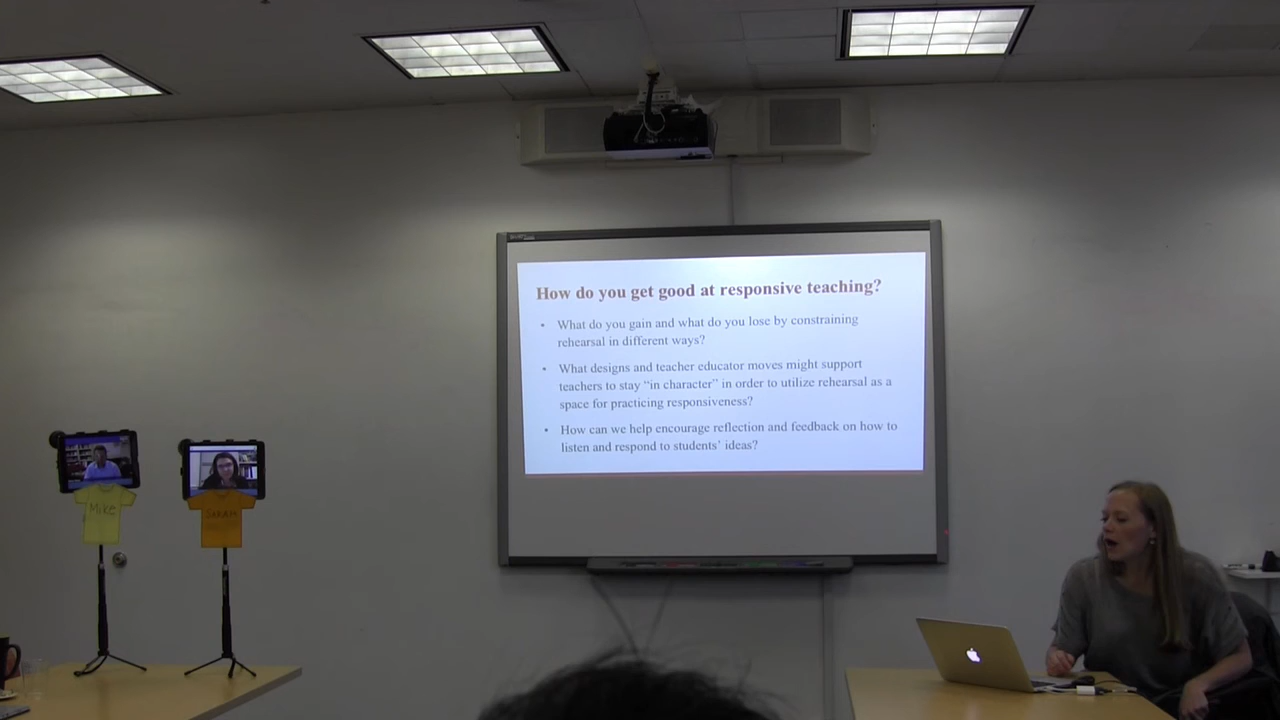 How do you get good at responsive teaching?
• What do you gain and what do you lose by constraining
rehearsal in different ways?
• What designs and teacher educator moves might support
teachers to stay “in character” in order to utilize rehearsal as a
space for practicing responsiveness?
• How can we help encourage reflection and feedback on how to
listen and respond to students’ ideas?
Mike